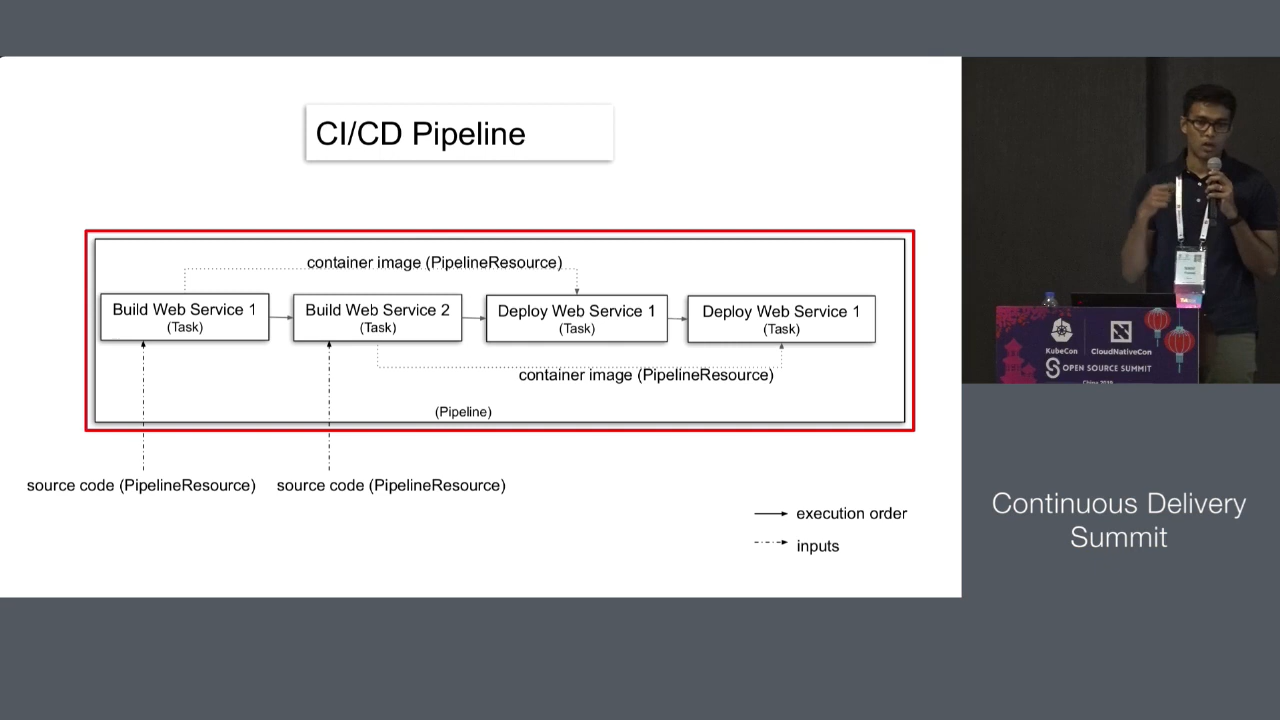 CI/CD Pipeline
container image (PipelineResource)
Build Web Service 1
(Task)
Build Web Service 2
(Task)
Deploy Web Service 1
(Task)
Deploy Web Service 1
(Task)
container image (PipelineResource)
(Pipeline)
source code (PipelineResource)
source code (PipelineResource)
execution order
inputs
KubeCon
CloudNativeCon
OPEN SOURCE SUMMIT
China 2019
Continuous Delivery
Summit